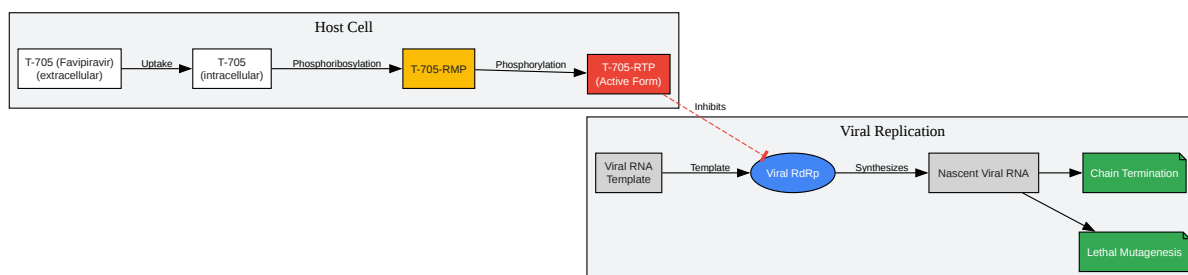 Host Cell
T-705 (Favipiravir)
(extracellular)
Uptake
T-705
(intracellular)
Phosphoribosylation
T-705-RMP
Phosphorylation
T-705-RTP
(Active Form)
Inhibits
Viral Replication
Viral RNA
Template
Template
Viral RdRp
Synthesizes
Nascent Viral RNA
Chain Termination
Lethal Mutagenesis